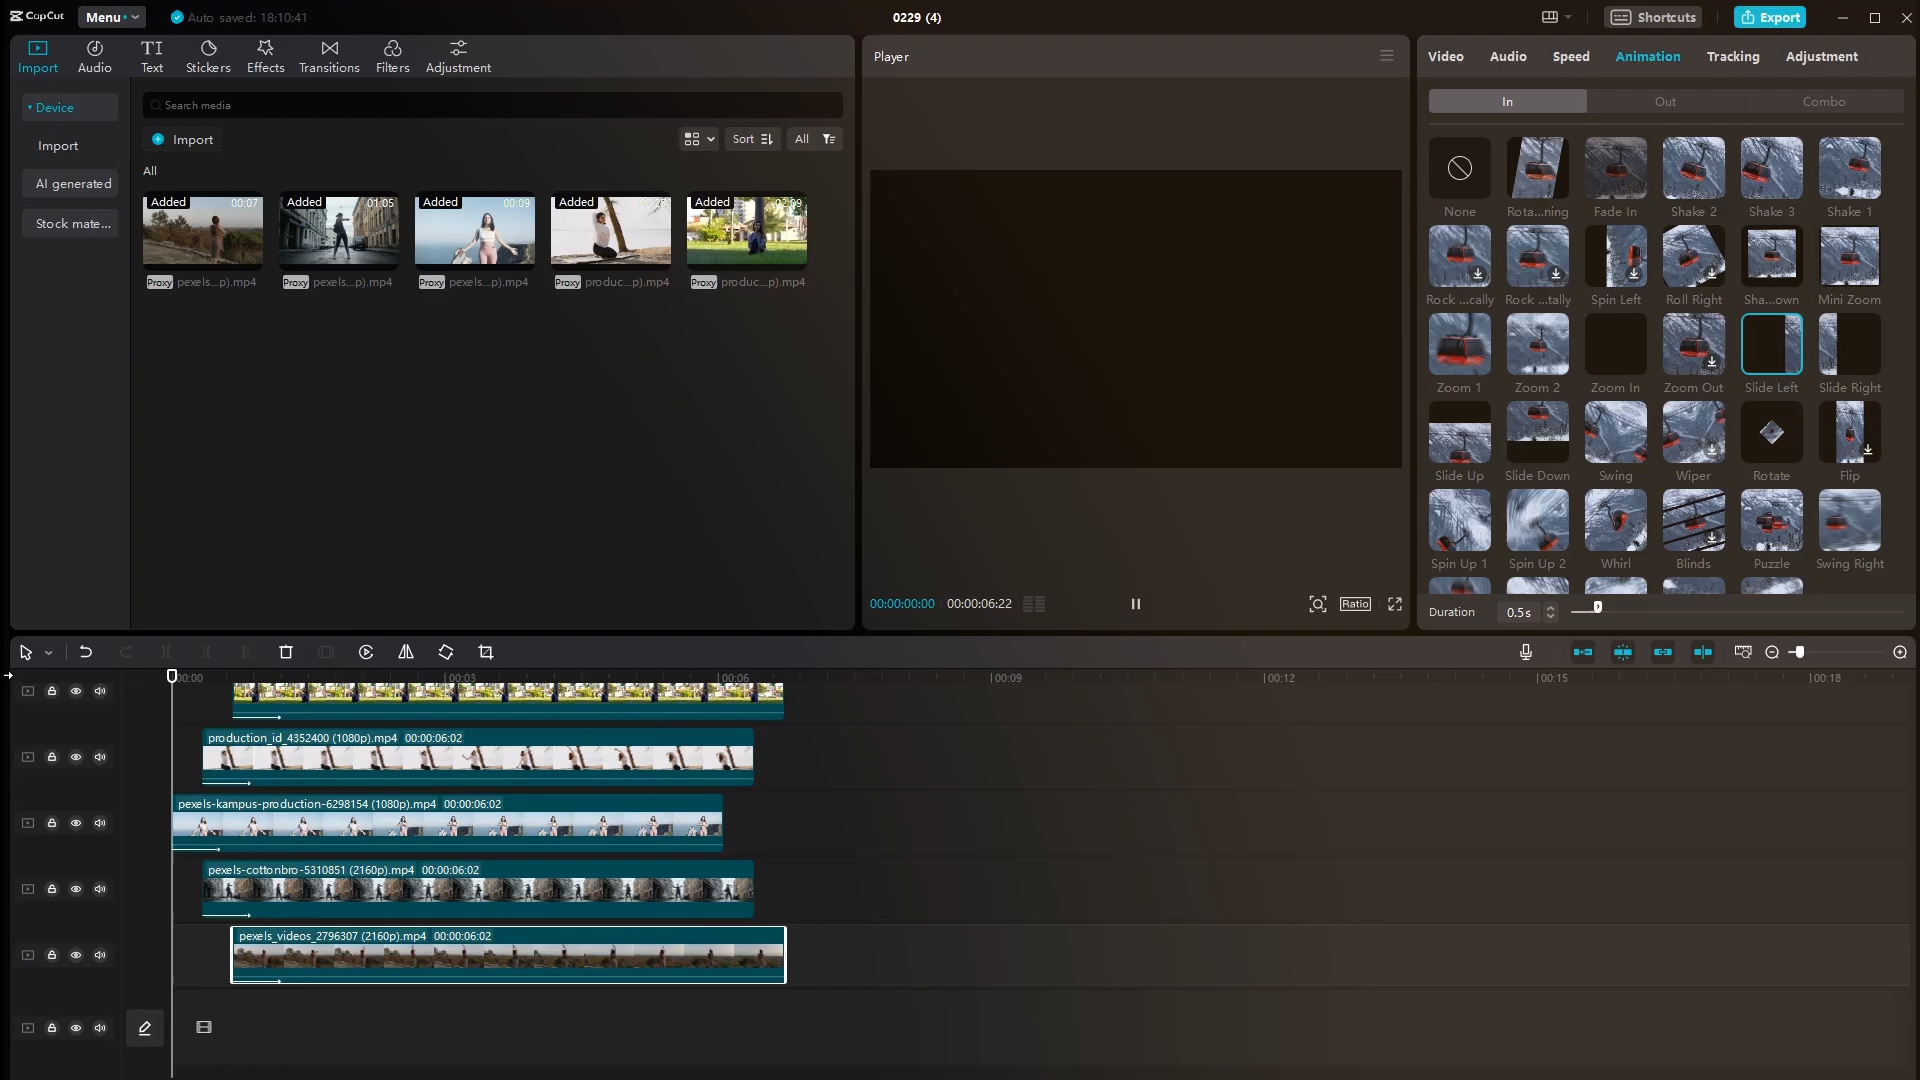 CapCut
Menu
Auto saved: 18:10:41
0229 (4)
Shortcuts
Export
Import
Audio
Text
Stickers
Effects
Transitions
Filters
Adjustment
Player
Video
Audio
Speed
Animation
Tracking
Adjustment
Device
Import
AI generated
Stock mate...
Search media
Import
Sort
All
All
Added
00:07
Added
01:05
Added
00:09
Added
Added
02:09
Proxy pexels...p).mp4
Proxy pexels...p).mp4
Proxy pexels...p).mp4
Proxy produc...p).mp4
Proxy produc...p).mp4
00:00:00:00
00:00:06:22
Ratio
In
Out
Combo
None
Rota...ning
Fade In
Shake 2
Shake 3
Shake 1
Rock ...cally
Rock ...tally
Spin Left
Roll Right
Sha...own
Mini Zoom
Zoom 1
Zoom 2
Zoom In
Zoom Out
Slide Left
Slide Right
Slide Up
Slide Down
Swing
Wiper
Rotate
Flip
Spin Up 1
Spin Up 2
Whirl
Blinds
Puzzle
Swing Right
Duration
0.5s
00:00
00:03
00:06
00:09
00:12
00:15
00:18
production_id_4352400 (1080p).mp4 00:00:06:02
pexels-kampus-production-6298154 (1080p).mp4 00:00:06:02
pexels-cottonbro-5310851 (2160p).mp4 00:00:06:02
pexels_videos_2796307 (2160p).mp4 00:00:06:02